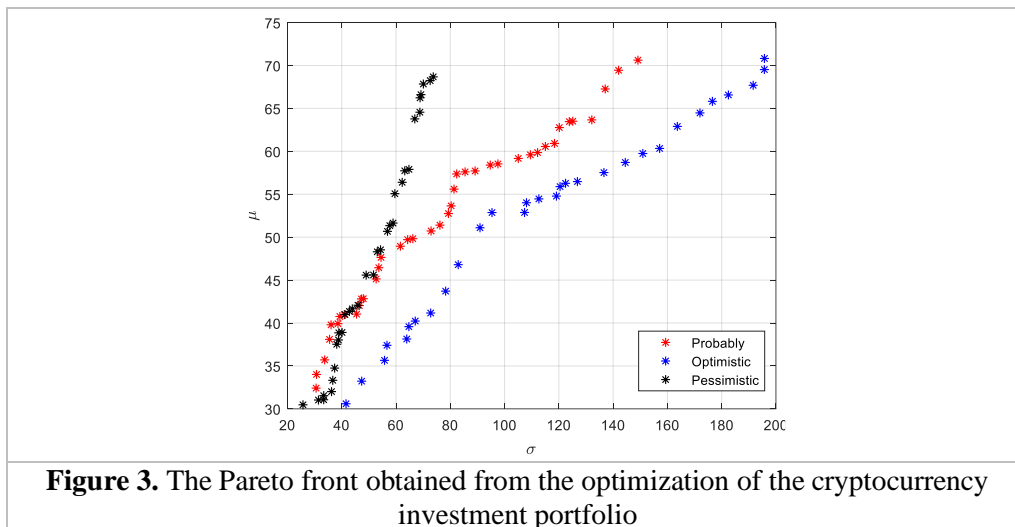 75
70
65
60
55
50
45
40
35
30
μ
20
40
60
80
100
120
140
160
180
200
σ
Probably
Optimistic
Pessimistic
Figure 3. The Pareto front obtained from the optimization of the cryptocurrency
investment portfolio